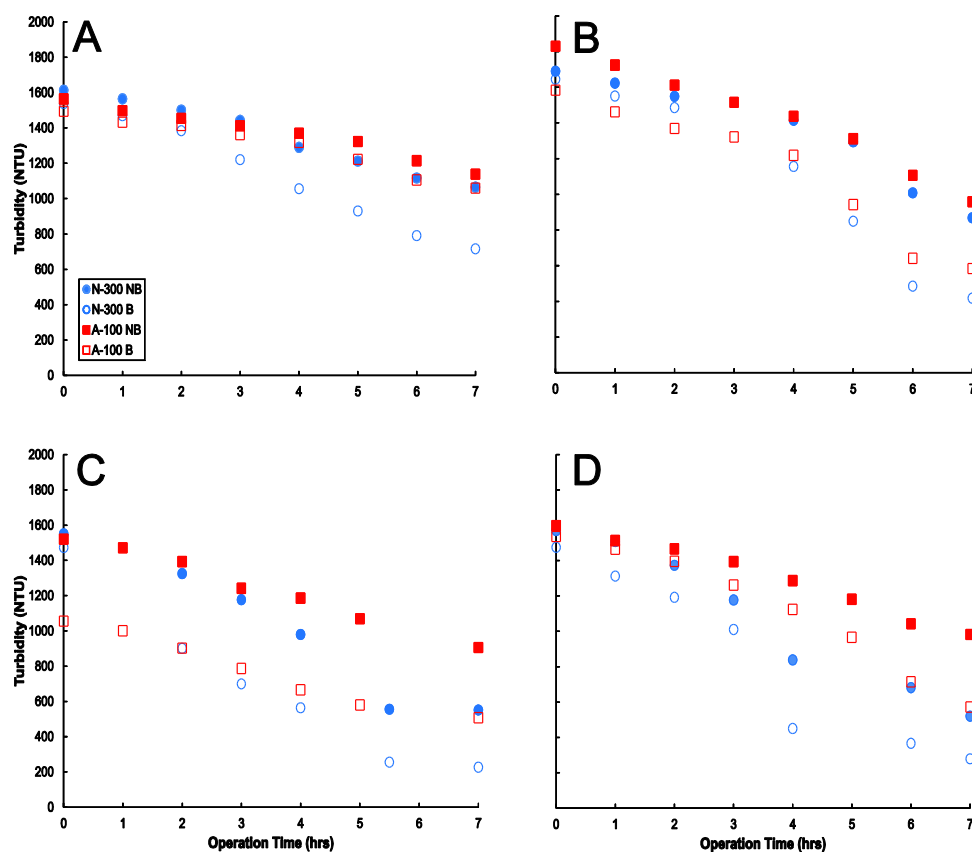 A
B
Turbidity (NTU)
2000
1800
1600
1400
1200
1000
800
600
400
200
0
N-300 NB
N-300 B
A-100 NB
A-100 B
0 1 2 3 4 5 6 7
0 1 2 3 4 5 6 7
C
D
Turbidity (NTU)
2000
1800
1600
1400
1200
1000
800
600
400
200
0
0 1 2 3 4 5 6 7
0 1 2 3 4 5 6 7
Operation Time (hrs)
Operation Time (hrs)